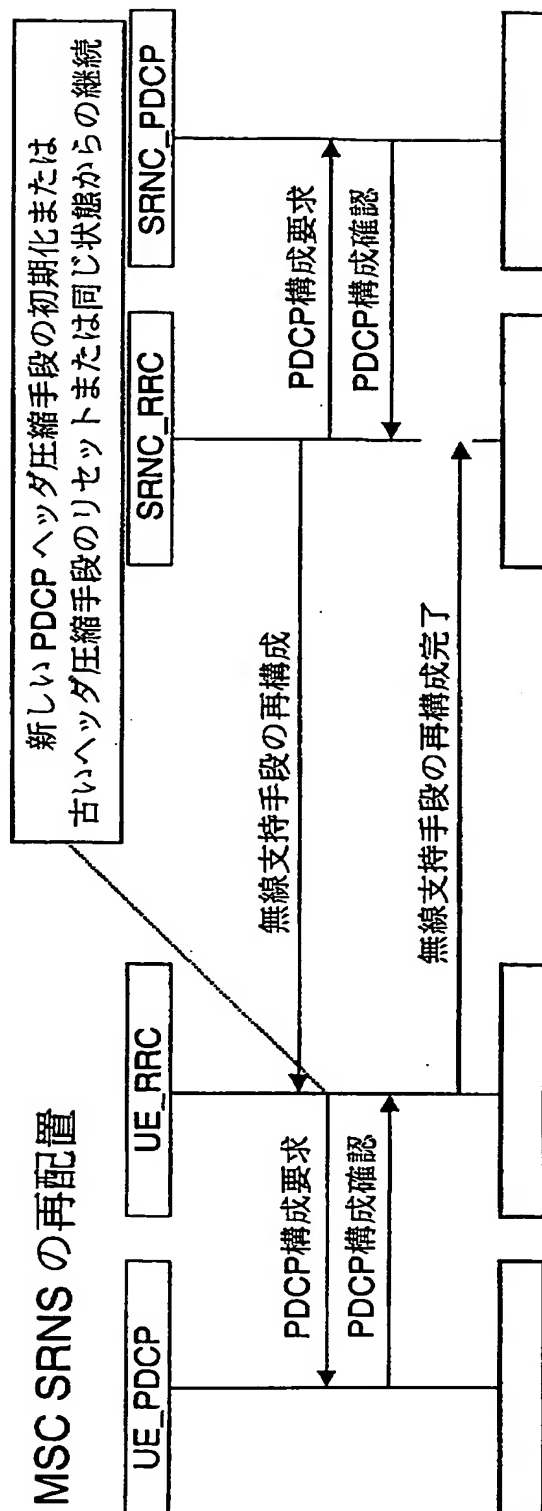 MSC SRNS の再配置
新しい PDCP ヘッダ圧縮手段の初期化または
古いヘッダ圧縮手段のリセットまたは同じ状態からの継続
UE_PDCP
UE_RRC
SRNC_RRC
SRNC_PDCP
無線支持手段の再構成
PDCP構成要求
PDCP構成要求
PDCP構成確認
PDCP構成確認
無線支持手段の再構成完了